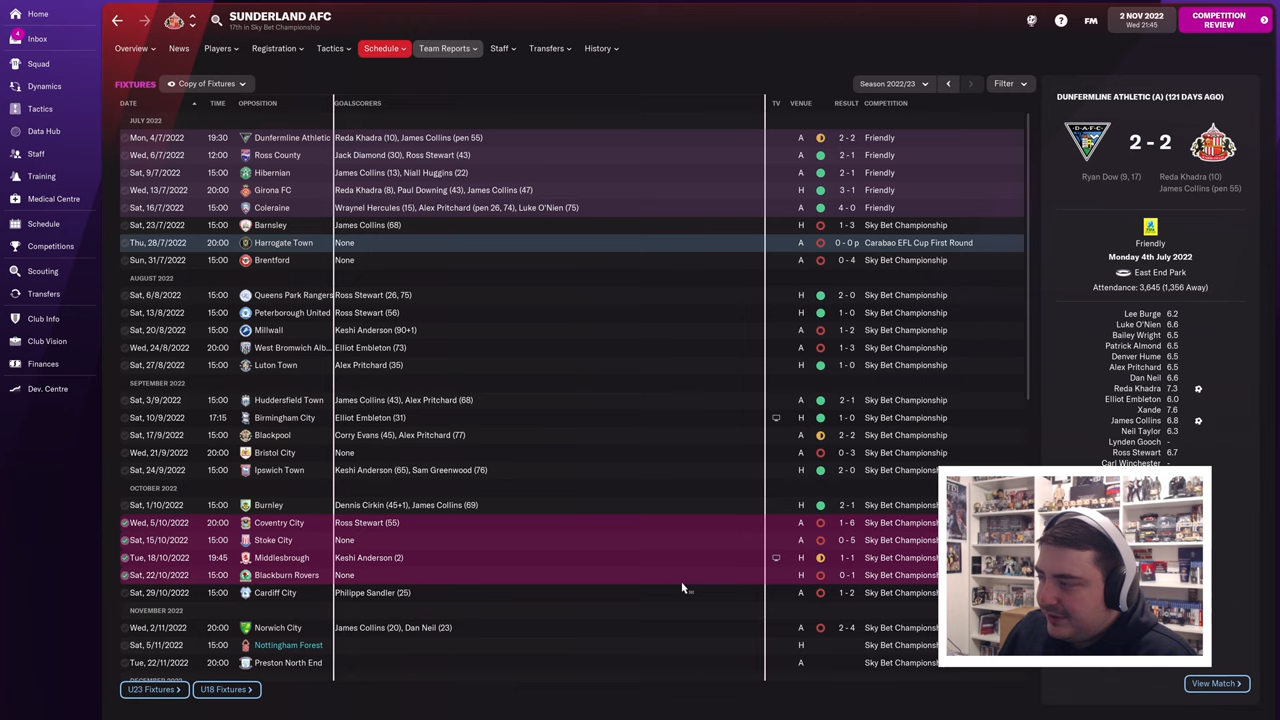 SUNDERLAND AFC
17th in Sky Bet Championship
2 NOV 2022
Wed 21:45
COMPETITION REVIEW
FM
Home
4
Inbox
Squad
Dynamics
Tactics
Data Hub
Staff
Training
Medical Centre
Schedule
Competitions
Scouting
Transfers
Club Info
Club Vision
Finances
Dev. Centre
Overview News Players Registration Tactics Schedule Team Reports Staff Transfers History
FIXTURES Copy of Fixtures Season 2022/23 Filter
DATE TIME OPPOSITION GOALSCORERS TV VENUE RESULT COMPETITION
JULY 2022
Mon, 4/7/2022 19:30 Dunfermline Athletic Reda Khadra (10), James Collins (pen 55) A 2 - 2 Friendly
Wed, 6/7/2022 12:00 Ross County Jack Diamond (30), Ross Stewart (43) A 2 - 1 Friendly
Sat, 9/7/2022 15:00 Hibernian James Collins (13), Niall Huggins (22) A 2 - 1 Friendly
Wed, 13/7/2022 20:00 Girona FC Reda Khadra (8), Paul Downing (43), James Collins (47) H 3 - 1 Friendly
Sat, 16/7/2022 15:00 Coleraine Wraynel Hercules (15), Alex Pritchard (pen 26, 74), Luke O'Nien (75) A 4 - 0 Friendly
Sat, 23/7/2022 15:00 Barnsley James Collins (68) H 1 - 3 Sky Bet Championship
Thu, 28/7/2022 20:00 Harrogate Town None A 0 - 0 p Carabao EFL Cup First Round
Sun, 31/7/2022 15:00 Brentford None A 0 - 4 Sky Bet Championship
AUGUST 2022
Sat, 6/8/2022 15:00 Queens Park Rangers Ross Stewart (26, 75) H 2 - 0 Sky Bet Championship
Sat, 13/8/2022 15:00 Peterborough United Ross Stewart (56) H 1 - 0 Sky Bet Championship
Sat, 20/8/2022 15:00 Millwall Keshi Anderson (90+1) A 1 - 2 Sky Bet Championship
Wed, 24/8/2022 20:00 West Bromwich Alb... Elliot Embleton (73) A 1 - 3 Sky Bet Championship
Sat, 27/8/2022 15:00 Luton Town Alex Pritchard (35) H 1 - 0 Sky Bet Championship
SEPTEMBER 2022
Sat, 3/9/2022 15:00 Huddersfield Town James Collins (43), Alex Pritchard (68) A 2 - 1 Sky Bet Championship
Sat, 10/9/2022 17:15 Birmingham City Elliot Embleton (31) H 1 - 0 Sky Bet Championship
Sat, 17/9/2022 15:00 Blackpool Corry Evans (45), Alex Pritchard (77) A 2 - 2 Sky Bet Championship
Wed, 21/9/2022 20:00 Bristol City None A 0 - 3 Sky Bet Championship
Sat, 24/9/2022 15:00 Ipswich Town Keshi Anderson (65), Sam Greenwood (76) H 2 - 0 Sky Bet Championship
OCTOBER 2022
Sat, 1/10/2022 15:00 Burnley Dennis Cirkin (45+1), James Collins (69) H 2 - 1 Sky Bet Championsh
Wed, 5/10/2022 20:00 Coventry City Ross Stewart (55) A 1 - 6 Sky Bet Championsh
Sat, 15/10/2022 15:00 Stoke City None A 0 - 5 Sky Bet Championsh
Tue, 18/10/2022 19:45 Middlesbrough Keshi Anderson (2) H 1 - 1 Sky Bet Championsh
Sat, 22/10/2022 15:00 Blackburn Rovers None H 0 - 1 Sky Bet Championsh
Sat, 29/10/2022 15:00 Cardiff City Philippe Sandler (25) A 1 - 2 Sky Bet Championsh
NOVEMBER 2022
Wed, 2/11/2022 20:00 Norwich City James Collins (20), Dan Neil (23) A 2 - 4 Sky Bet Championsh
Sat, 5/11/2022 15:00 Nottingham Forest H Sky Bet Championsh
Tue, 22/11/2022 20:00 Preston North End A Sky Bet Championsh
U23 Fixtures U18 Fixtures
DUNFERMLINE ATHLETIC (A) (121 DAYS AGO)
2 - 2
Ryan Dow (9, 17) Reda Khadra (10)
James Collins (pen 55)
Friendly
Monday 4th July 2022
East End Park
Attendance: 3,645 (1,356 Away)
Lee Burge 6.2
Luke O'Nien 6.6
Bailey Wright 6.5
Patrick Almond 6.5
Denver Hume 6.5
Alex Pritchard 6.5
Dan Neil 6.6
Reda Khadra 7.3
Elliot Embleton 6.0
Xande 7.6
James Collins 6.8
Neil Taylor 6.3
Lynden Gooch -
Ross Stewart 6.7
Carl Winchester -
View Match